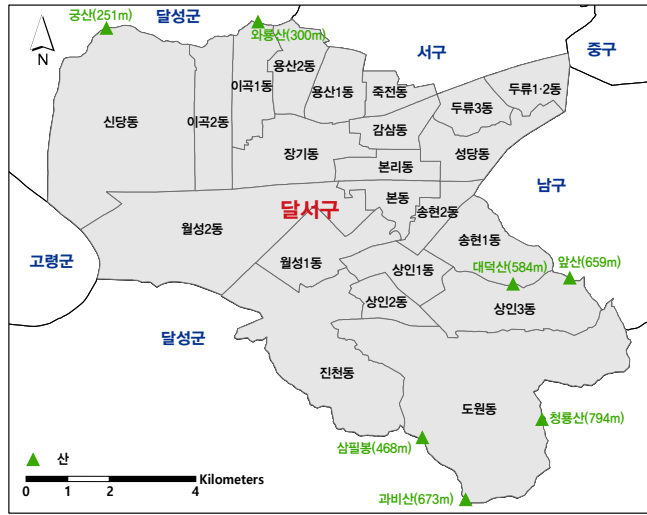 궁산(251m)
달성군
와룡산(300m)
서구
중구
N
용산2동
이곡1동
용산1동
죽전동
두류3동
두류1·2동
신당동
이곡2동
감삼동
성당동
장기동
본리동
남구
달서구
본동
송현2동
월성2동
송현1동
고령군
월성1동
상인1동
대덕산(584m)
앞산(659m)
상인2동
상인3동
달성군
진천동
도원동
청룡산(794m)
삼필봉(468m)
산
Kilometers
0 1 2 4
과비산(673m)